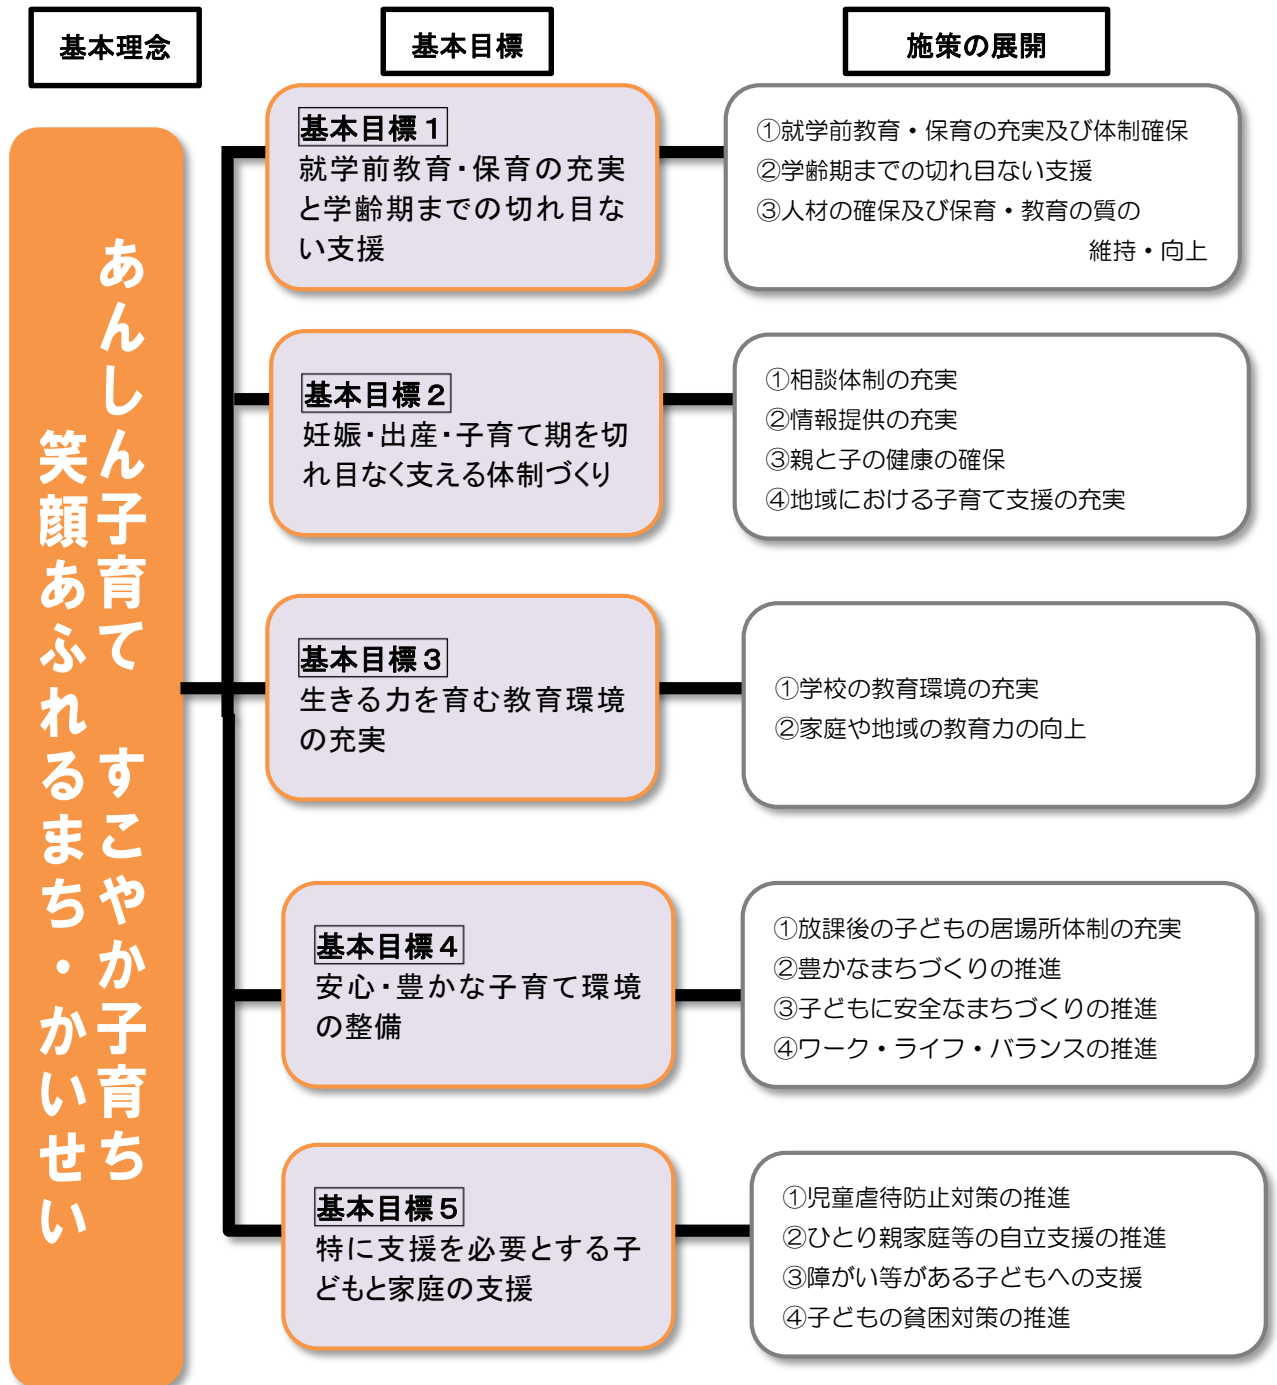 基本理念
基本目標
施策の展開
あんしん子育て　すこやか子育ち
笑顔あふれるまち・かいせい
基本目標１
就学前教育・保育の充実
と学齢期までの切れ目な
い支援
①就学前教育・保育の充実及び体制確保
②学齢期までの切れ目ない支援
③人材の確保及び保育・教育の質の
維持・向上
基本目標２
妊娠・出産・子育て期を切
れ目なく支える体制づくり
①相談体制の充実
②情報提供の充実
③親と子の健康の確保
④地域における子育て支援の充実
基本目標３
生きる力を育む教育環境
の充実
①学校の教育環境の充実
②家庭や地域の教育力の向上
基本目標４
安心・豊かな子育て環境
の整備
①放課後の子どもの居場所体制の充実
②豊かなまちづくりの推進
③子どもに安全なまちづくりの推進
④ワーク・ライフ・バランスの推進
基本目標５
特に支援を必要とする子
どもと家庭の支援
①児童虐待防止対策の推進
②ひとり親家庭等の自立支援の推進
③障がい等がある子どもへの支援
④子どもの貧困対策の推進